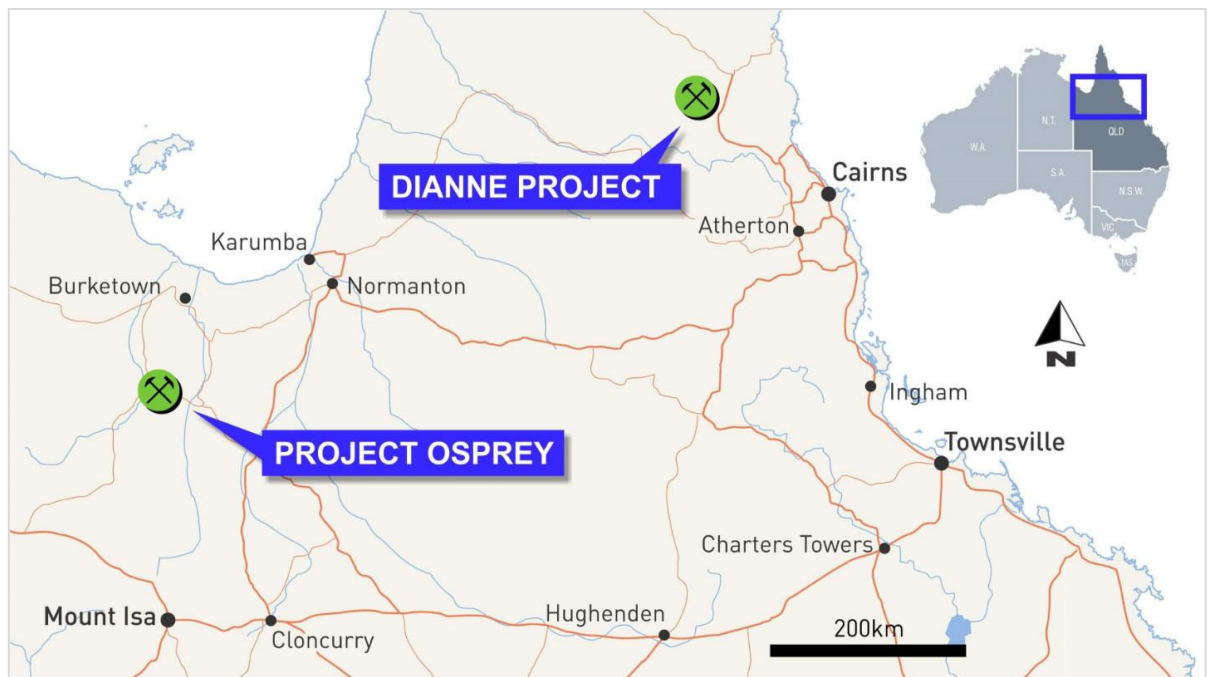 DIANNE PROJECT
Cairns
Atherton
Karumba
Burketown
Normanton
Ingham
PROJECT OSPREY
Townsville
Charters Towers
Mount Isa
Cloncurry
Hughenden
200km
N
W.A.
N.T.
QLD
S.A.
N.S.W.
VIC
TAS